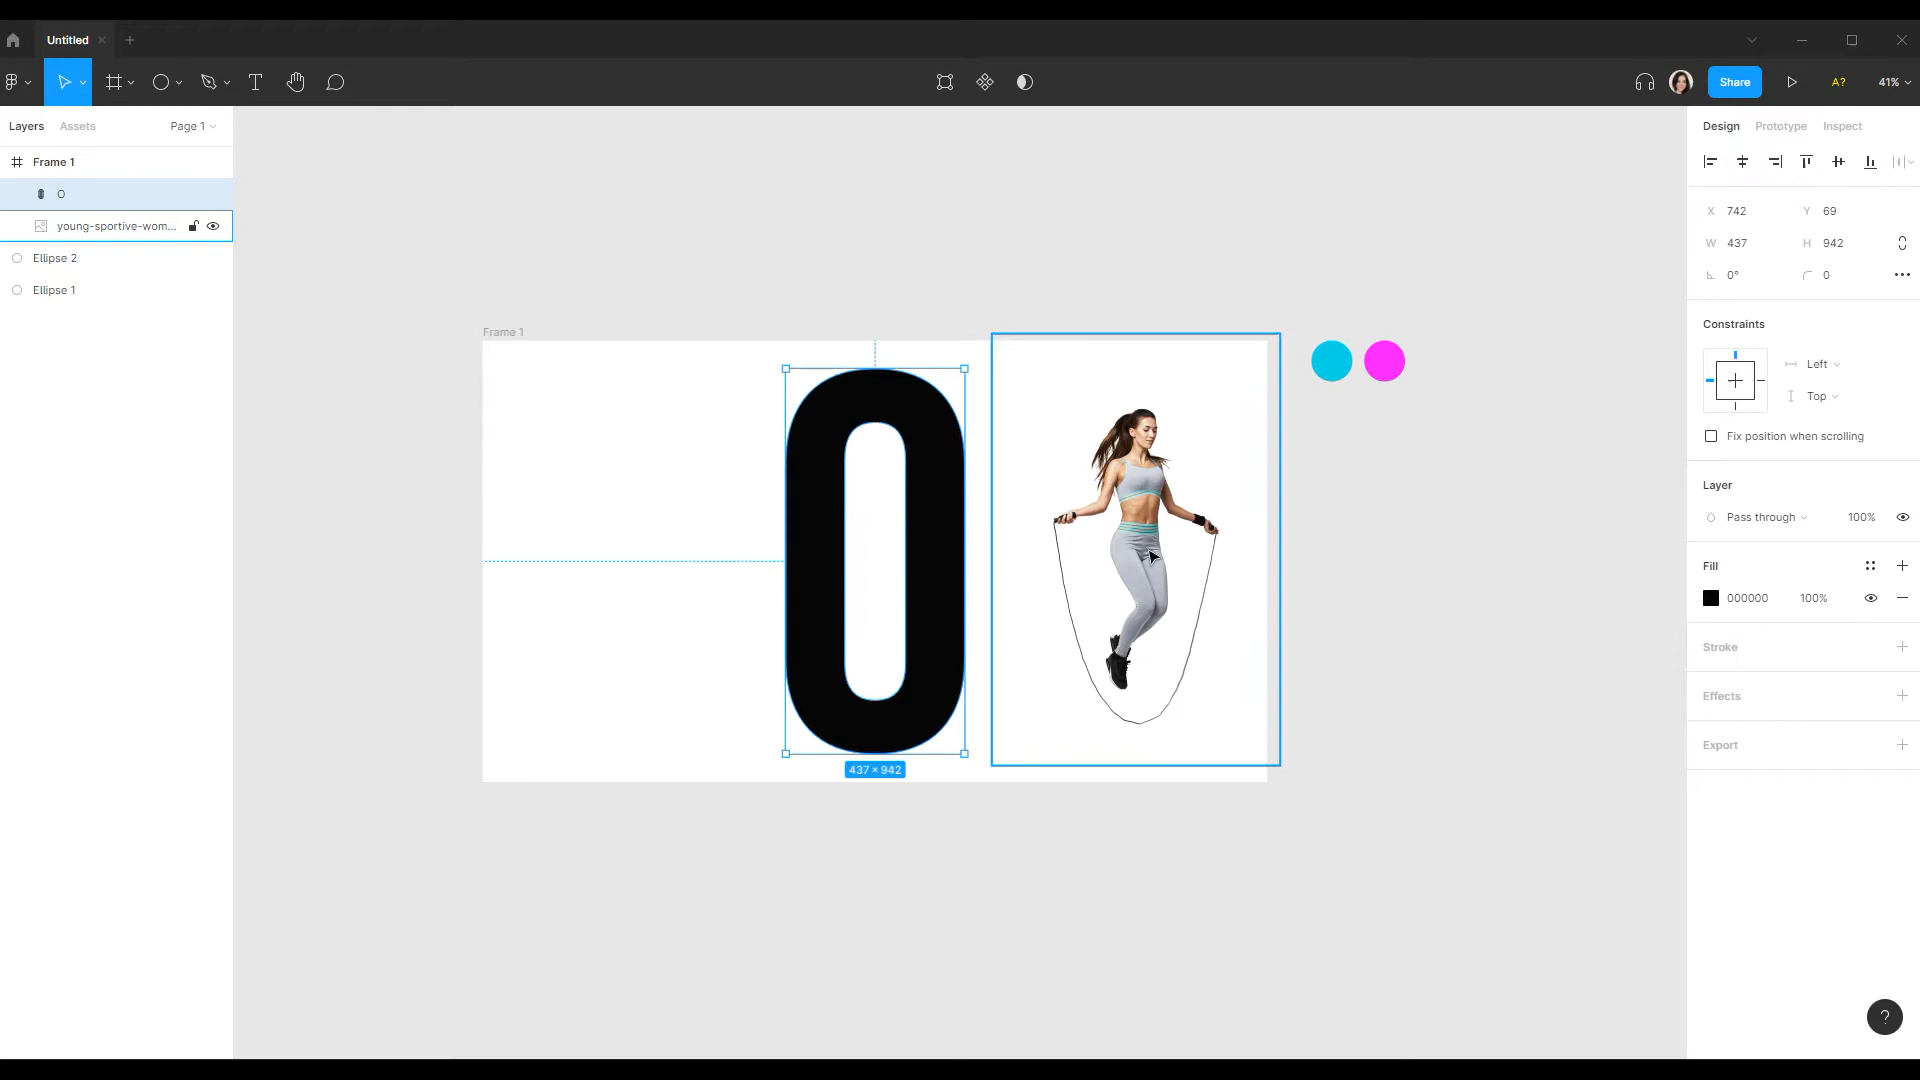 Untitled
A?
41%
Share
Layers
Assets
Page 1
Frame 1
O
young-sportive-wom...
Ellipse 2
Ellipse 1
Frame 1
O
437 × 942
Design
Prototype
Inspect
X 742
Y 69
W 437
H 942
0°
0
Constraints
Left
Top
Fix position when scrolling
Layer
Pass through
100%
Fill
000000
100%
Stroke
Effects
Export
?